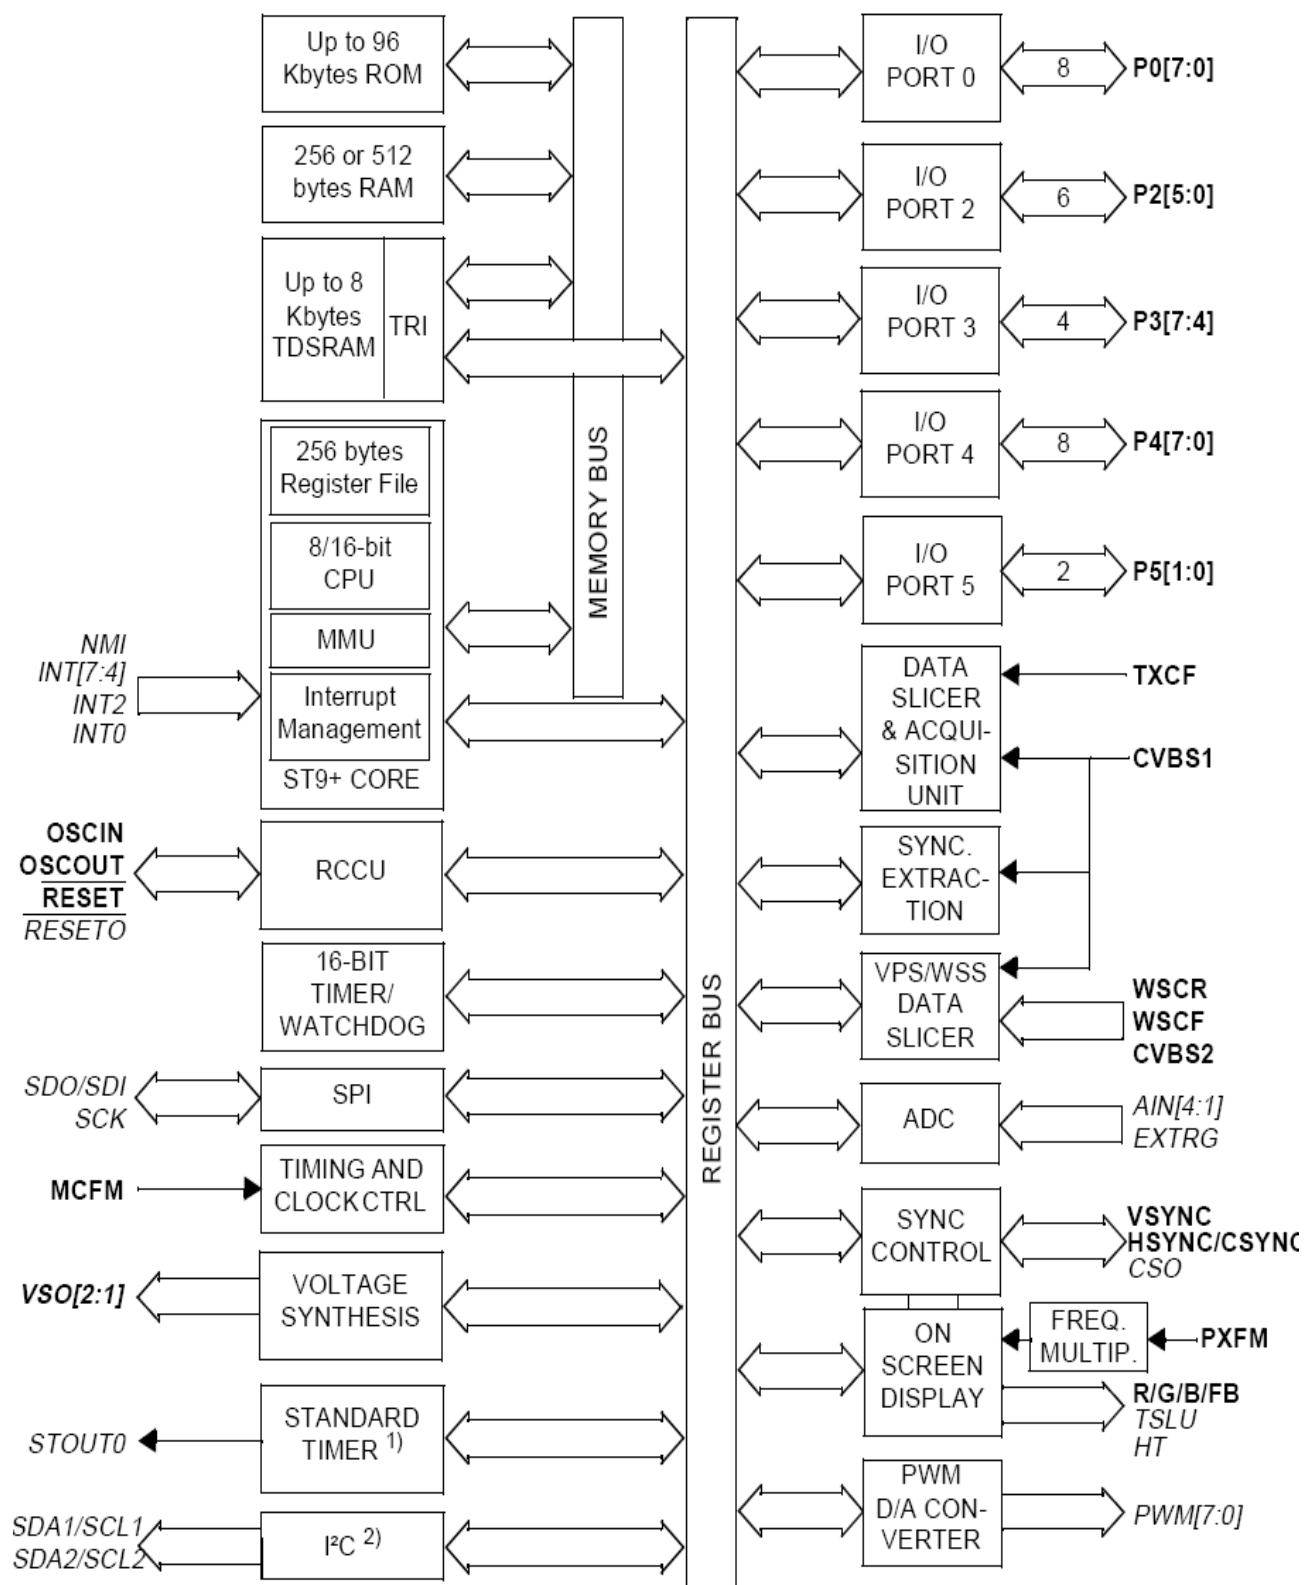 Up to 96
Kbytes ROM
256 or 512
bytes RAM
Up to 8
Kbytes
TDSRAM
TRI
256 bytes
Register File
8/16-bit
CPU
MMU
Interrupt
Management
ST9+ CORE
NMI
INT[7:4]
INT2
INT0
OSCIN
OSCOUT
RESET
RESETO
RCCU
16-BIT
TIMER/
WATCHDOG
SDO/SDI
SCK
SPI
MCFM
TIMING AND
CLOCK CTRL
VSO[2:1]
VOLTAGE
SYNTHESIS
STOUT0
STANDARD
TIMER 1)
SDA1/SCL1
SDA2/SCL2
I²C 2)
MEMORY BUS
REGISTER BUS
I/O
PORT 0
8
P0[7:0]
I/O
PORT 2
6
P2[5:0]
I/O
PORT 3
4
P3[7:4]
I/O
PORT 4
8
P4[7:0]
I/O
PORT 5
2
P5[1:0]
DATA
SLICER
& ACQUI-
SITION
UNIT
TXCF
CVBS1
SYNC.
EXTRAC-
TION
VPS/WSS
DATA
SLICER
WSCR
WSCF
CVBS2
ADC
AIN[4:1]
EXTRG
SYNC
CONTROL
VSYNC
HSYNC/CSYNC
CSO
ON
SCREEN
DISPLAY
FREQ.
MULTIP.
PXFM
R/G/B/FB
TSLU
HT
PWM
D/A CON-
VERTER
PWM[7:0]